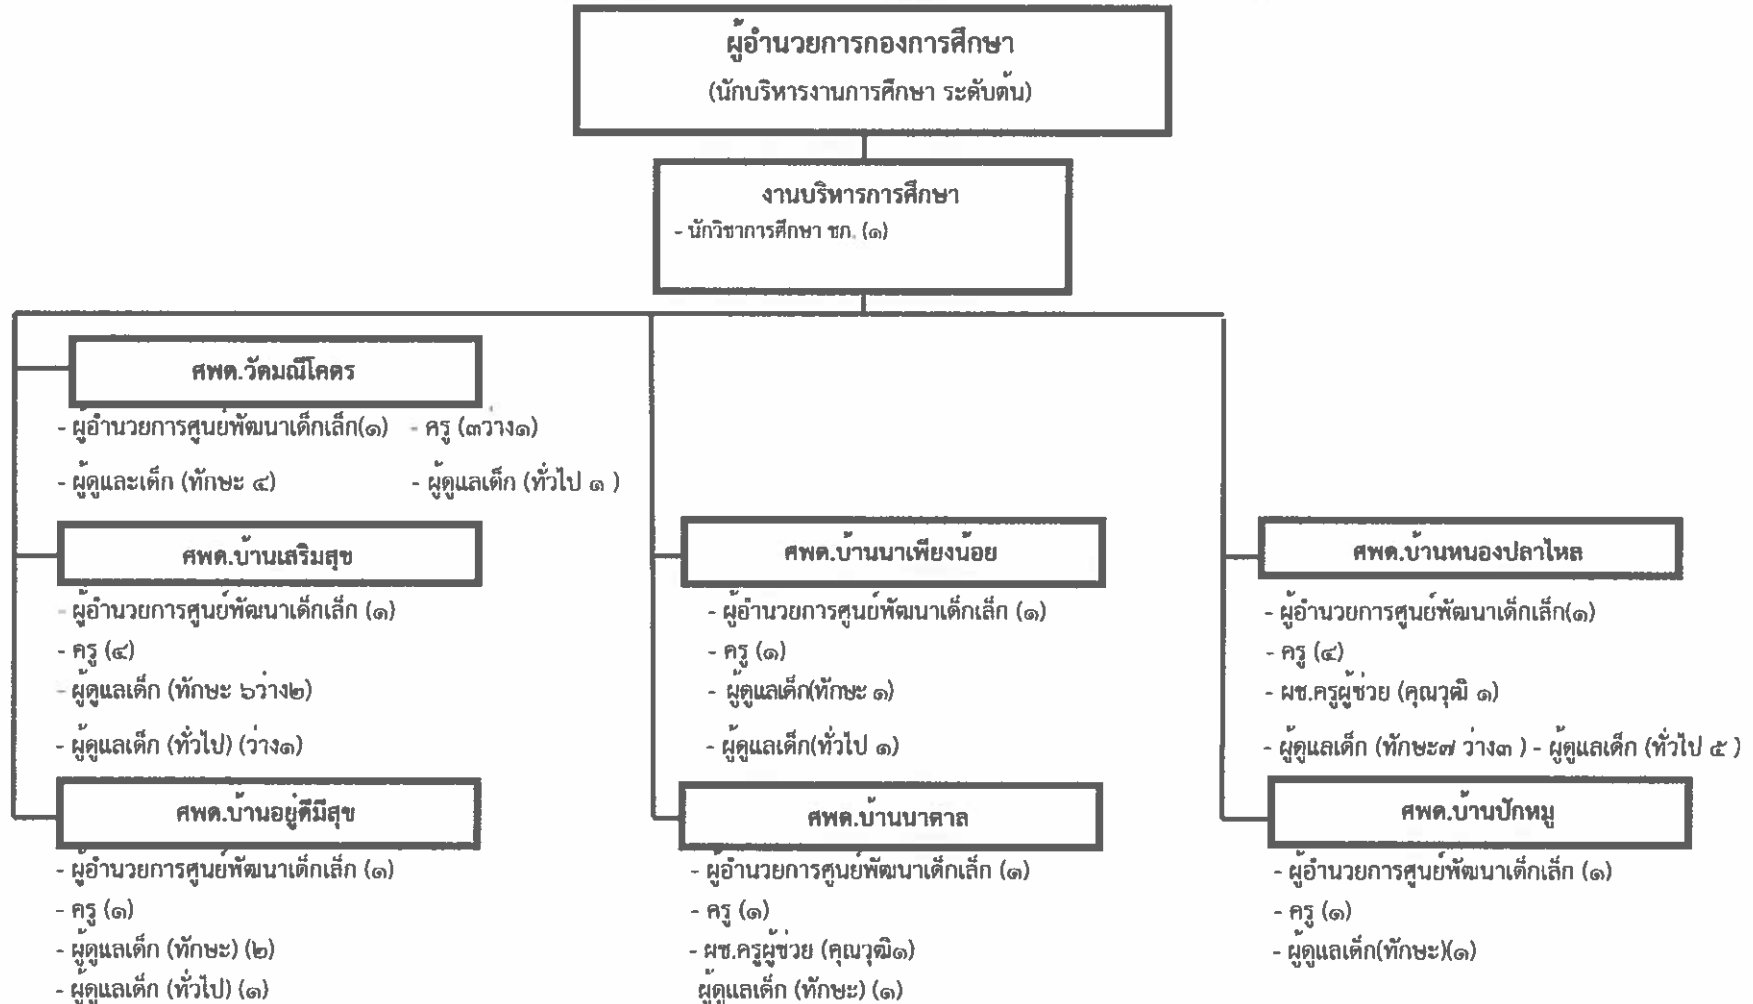 ผู้อำนวยการกองการศึกษา
(นักบริหารงานการศึกษา ระดับต้น)
งานบริหารการศึกษา
- นักวิชาการศึกษา ชก. (๑)
ศพด.วัดมณีโคตร
- ผู้อำนวยการศูนย์พัฒนาเด็กเล็ก(๑) - ครู (๓ว่าง๑)
- ผู้ดูและเด็ก (ทักษะ ๔) - ผู้ดูแลเด็ก (ทั่วไป ๑ )
ศพด.บ้านเสริมสุข
- ผู้อำนวยการศูนย์พัฒนาเด็กเล็ก (๑)
- ครู (๔)
- ผู้ดูแลเด็ก (ทักษะ ๖ว่าง๒)
- ผู้ดูแลเด็ก (ทั่วไป) (ว่าง๑)
ศพด.บ้านอยู่ดีมีสุข
- ผู้อำนวยการศูนย์พัฒนาเด็กเล็ก (๑)
- ครู (๑)
- ผู้ดูแลเด็ก (ทักษะ) (๒)
- ผู้ดูแลเด็ก (ทั่วไป) (๑)
ศพด.บ้านนาเพียงน้อย
- ผู้อำนวยการศูนย์พัฒนาเด็กเล็ก (๑)
- ครู (๑)
- ผู้ดูแลเด็ก(ทักษะ ๑)
- ผู้ดูแลเด็ก(ทั่วไป ๑)
ศพด.บ้านนาตาล
- ผู้อำนวยการศูนย์พัฒนาเด็กเล็ก (๑)
- ครู (๑)
- ผช.ครูผู้ช่วย (คุณวุฒิ๑)
ผู้ดูแลเด็ก (ทักษะ) (๑)
ศพด.บ้านหนองปลาไหล
- ผู้อำนวยการศูนย์พัฒนาเด็กเล็ก(๑)
- ครู (๔)
- ผช.ครูผู้ช่วย (คุณวุฒิ ๑)
- ผู้ดูแลเด็ก (ทักษะ๗ ว่าง๓ ) - ผู้ดูแลเด็ก (ทั่วไป ๕ )
ศพด.บ้านปักหมู
- ผู้อำนวยการศูนย์พัฒนาเด็กเล็ก (๑)
- ครู (๑)
- ผู้ดูแลเด็ก(ทักษะ)(๑)